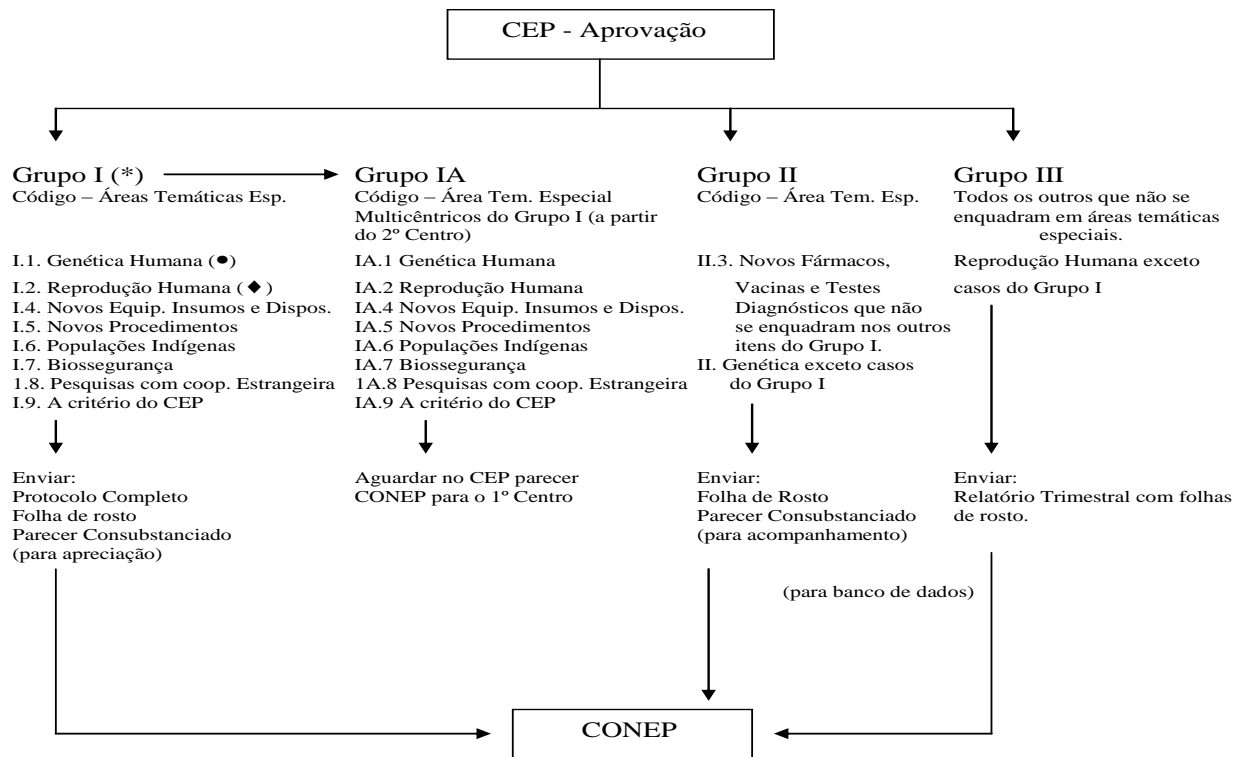 CEP - Aprovação
Grupo I (*)
Código – Áreas Temáticas Esp.
I.1. Genética Humana (●)
I.2. Reprodução Humana (◆)
I.4. Novos Equip. Insumos e Dispos.
I.5. Novos Procedimentos
I.6. Populações Indígenas
I.7. Biossegurança
1.8. Pesquisas com coop. Estrangeira
I.9. A critério do CEP
Enviar:
Protocolo Completo
Folha de rosto
Parecer Consubstanciado
(para apreciação)
Grupo IA
Código – Área Tem. Especial
Multicêntricos do Grupo I (a partir
do 2º Centro)
IA.1 Genética Humana
IA.2 Reprodução Humana
IA.4 Novos Equip. Insumos e Dispos.
IA.5 Novos Procedimentos
IA.6 Populações Indígenas
IA.7 Biossegurança
1A.8 Pesquisas com coop. Estrangeira
IA.9 A critério do CEP
Aguardar no CEP parecer
CONEP para o 1º Centro
Grupo II
Código – Área Tem. Esp.
II.3. Novos Fármacos,
Vacinas e Testes
Diagnósticos que não
se enquadram nos outros
itens do Grupo I.
II. Genética exceto casos
do Grupo I
Enviar:
Folha de Rosto
Parecer Consubstanciado
(para acompanhamento)
Grupo III
Todos os outros que não se
enquadram em áreas temáticas
especiais.
Reprodução Humana exceto
casos do Grupo I
Enviar:
Relatório Trimestral com folhas
de rosto.
(para banco de dados)
CONEP